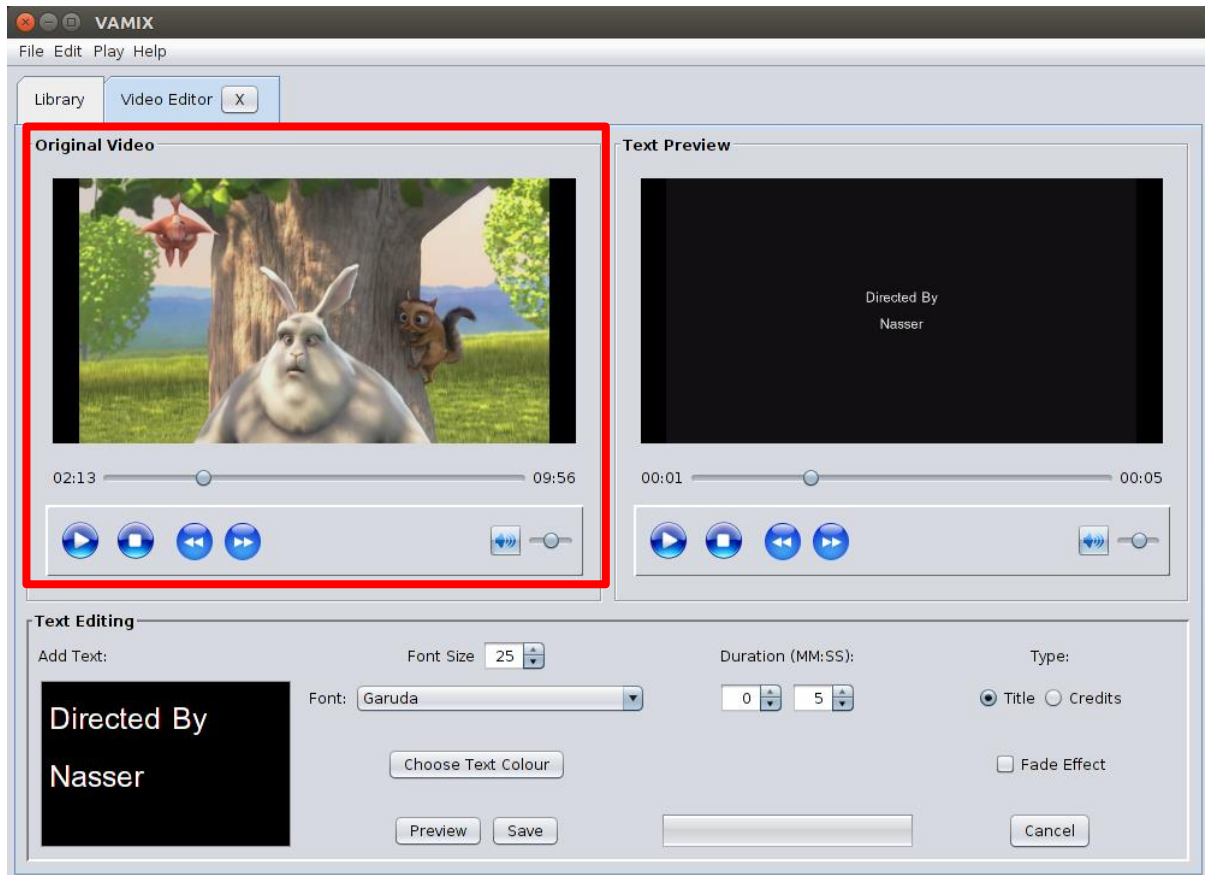 VAMIX
File Edit Play Help
Library Video Editor X
Original Video
02:13 09:56
Text Preview
Directed By
Nasser
00:01 00:05
Text Editing
Add Text: Font Size 25 Duration (MM:SS): Type:
Directed By
Nasser
Font: Garuda 0 5 Title Credits
Choose Text Colour Fade Effect
Preview Save Cancel